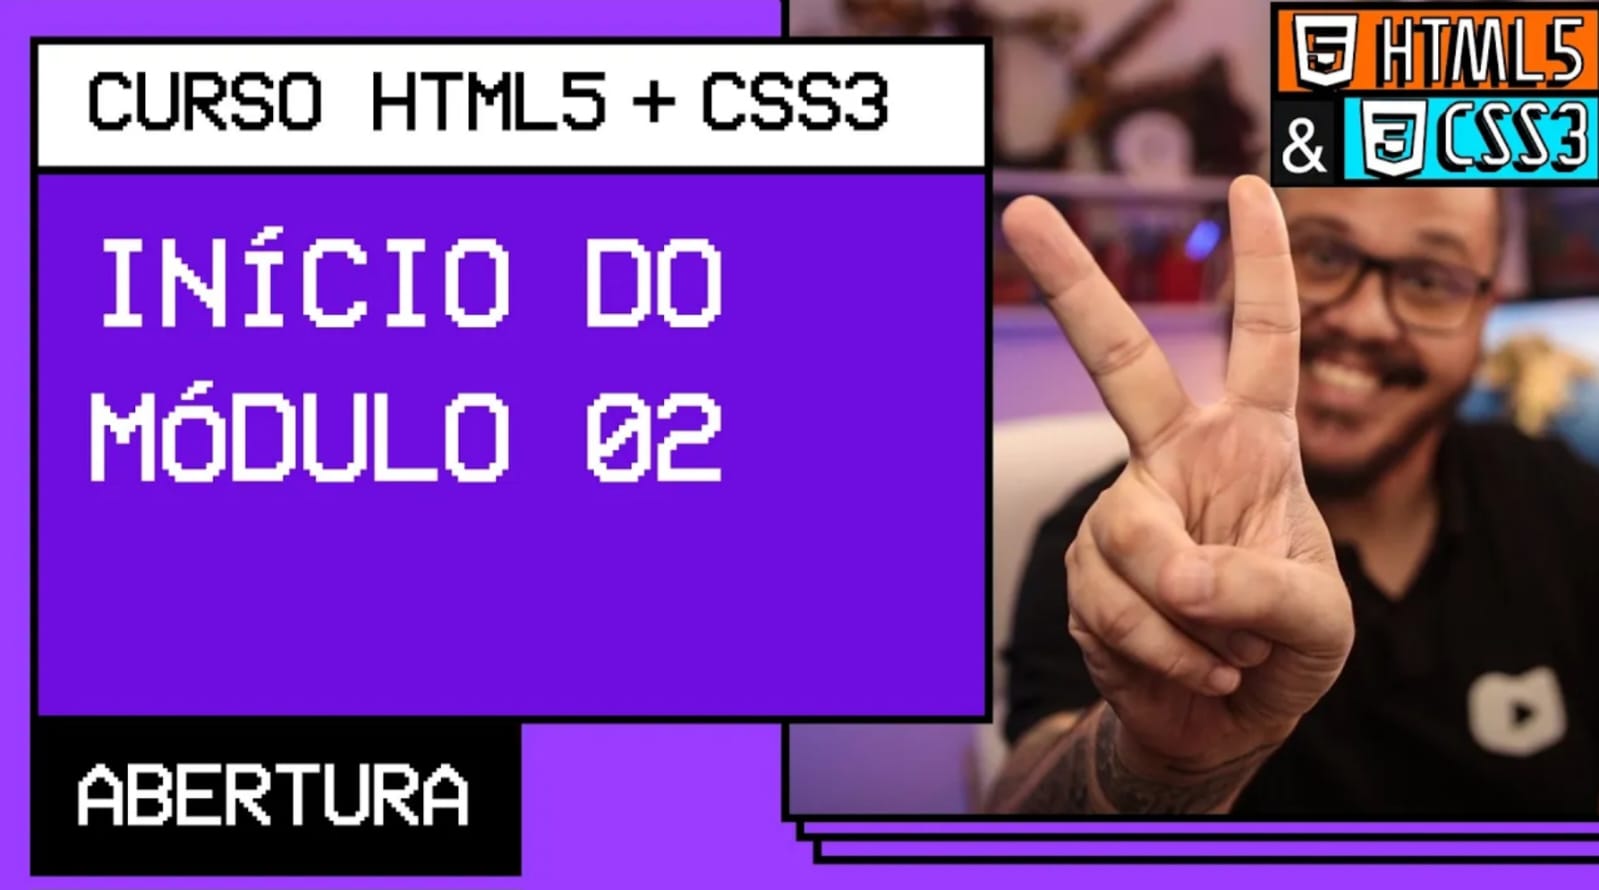 CURSO HTML5 + CSS3
INÍCIO DO
MÓDULO 02
ABERTURA
HTML5
& CSS3